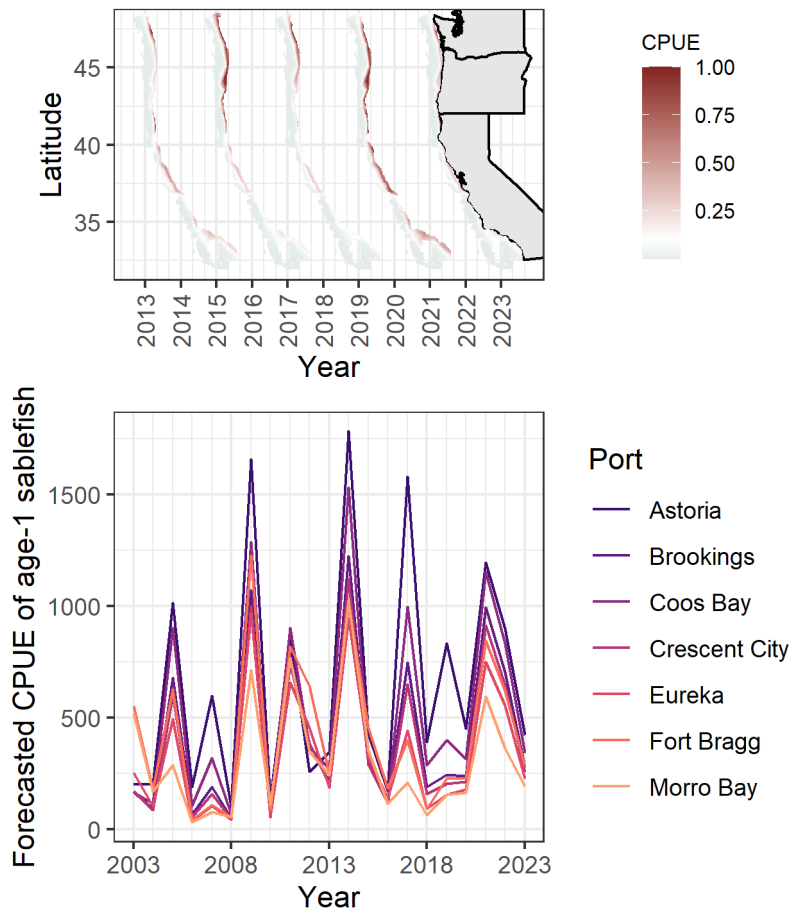 CPUE
1.00
0.75
0.50
0.25
Latitude
45
40
35
2013
2014
2015
2016
2017
2018
2019
2020
2021
2022
2023
Year
Forecasted CPUE of age-1 sablefish
1500
1000
500
0
2003
2008
2013
2018
2023
Year
Port
Astoria
Brookings
Coos Bay
Crescent City
Eureka
Fort Bragg
Morro Bay